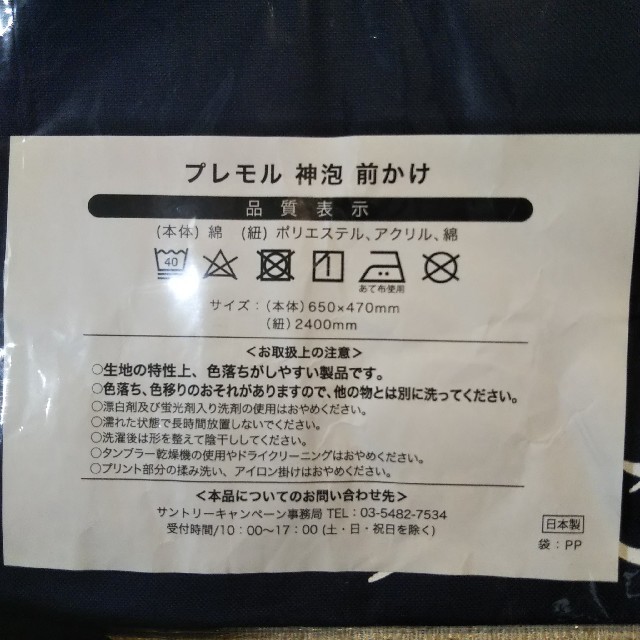 プレモル 神泡 前かけ
品質表示
(本体) 綿 (紐) ポリエステル、アクリル、綿
40
あて布使用
サイズ:(本体) 650×470mm
(紐) 2400mm
<お取扱上の注意>
○生地の特性上、色落ちがしやすい製品です。
○色落ち、色移りのおそれがありますので、他の物とは別に洗ってください。
○漂白剤及び蛍光剤入り洗剤の使用はおやめください。
○濡れた状態で長時間放置しないでください。
○洗濯後は形を整えて陰干ししてください。
○タンブラー乾燥機の使用やドライクリーニングはおやめください。
○プリント部分の揉み洗い、アイロン掛けはおやめください。
<本品についてのお問い合わせ先>
サントリーキャンペーン事務局 TEL:03-5482-7534
受付時間/10:00〜17:00 (土・日・祝日を除く)
日本製
袋:PP